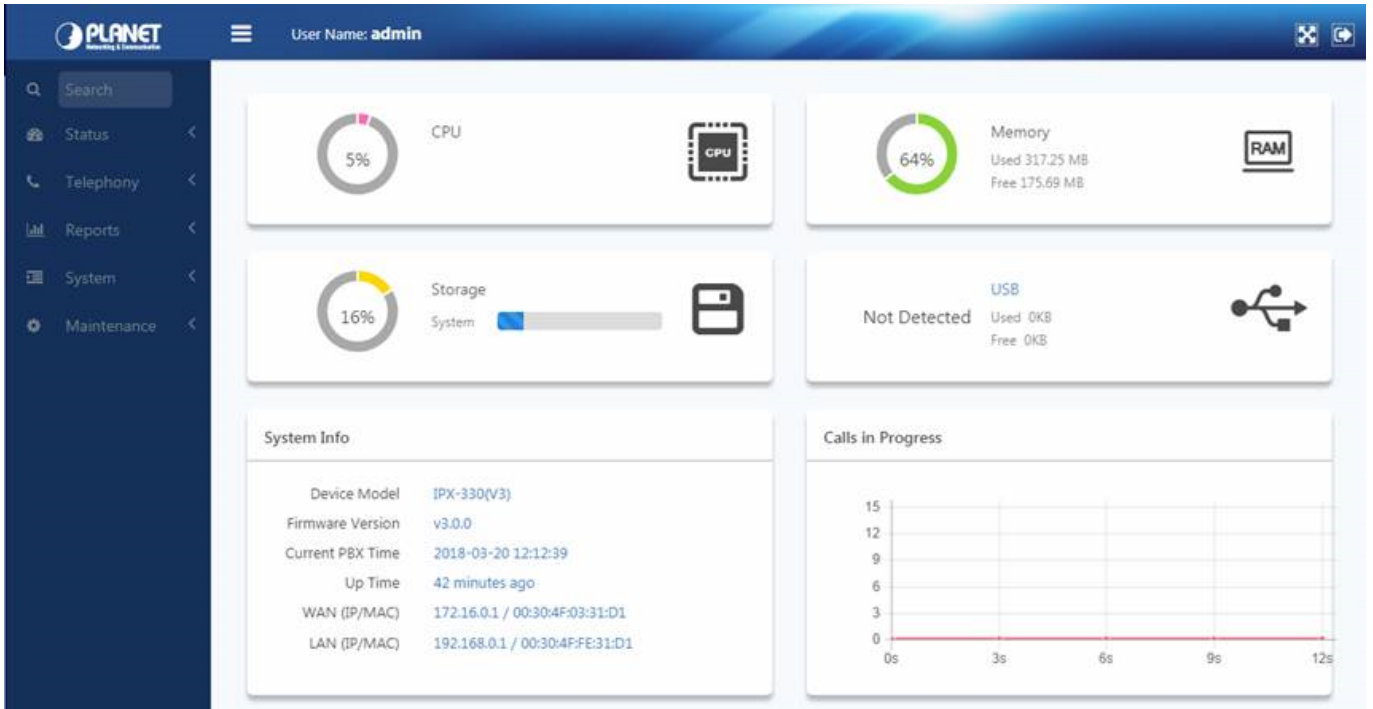 PLANET
Networking & Communication
User Name: admin
Search
Status
Telephony
Reports
System
Maintenance
5%
CPU
CPU
64%
Memory
Used 317.25 MB
Free 175.69 MB
RAM
16%
Storage
System
Not Detected
USB
Used 0KB
Free 0KB
System Info
Device Model IPX-330(V3)
Firmware Version v3.0.0
Current PBX Time 2018-03-20 12:12:39
Up Time 42 minutes ago
WAN (IP/MAC) 172.16.0.1 / 00:30:4F:03:31:D1
LAN (IP/MAC) 192.168.0.1 / 00:30:4F:FE:31:D1
Calls in Progress
15
12
9
6
3
0
0s 3s 6s 9s 12s